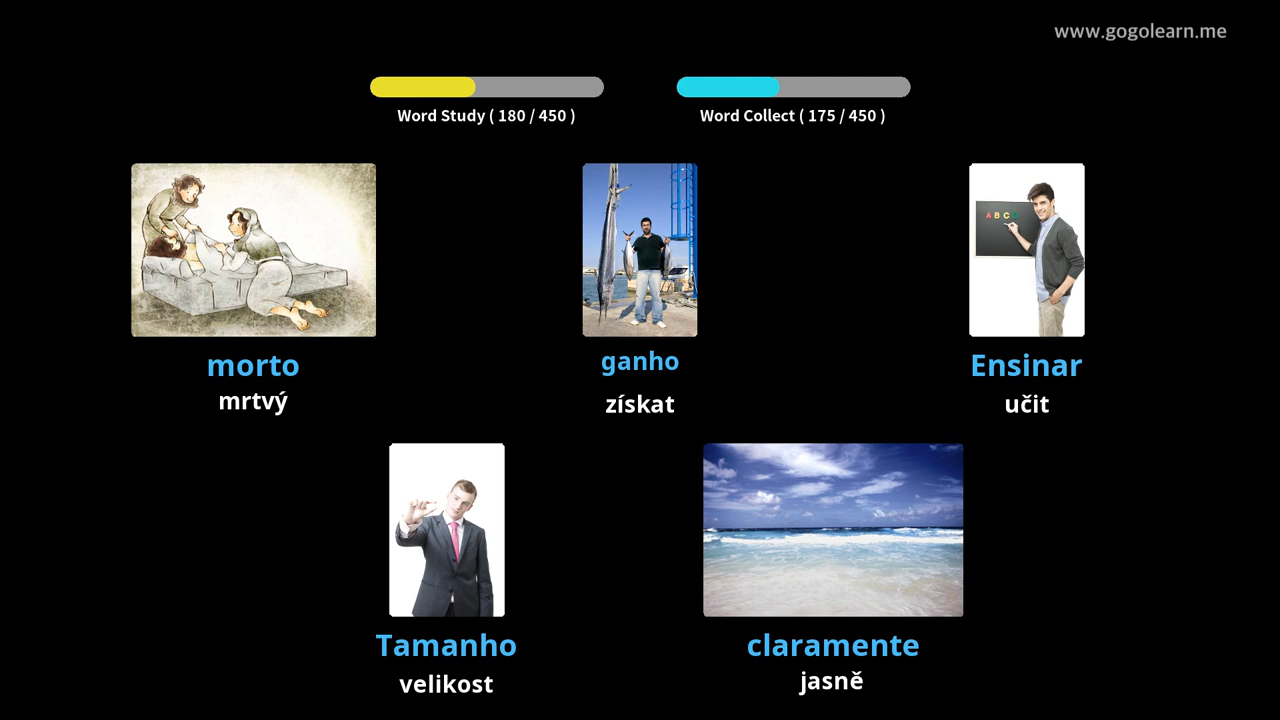 www.gogolearn.me
Word Study ( 180 / 450 )
Word Collect ( 175 / 450 )
morto
mrtvý
ganho
získat
A B C
Ensinar
učit
Tamanho
velikost
claramente
jasně